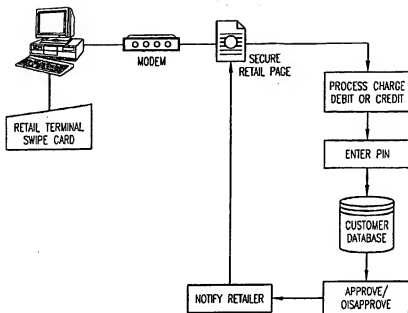 MODEM
SECURE
RETAIL PAGE
PROCESS CHARGE
DEBIT OR CREDIT
RETAIL TERMINAL
SWIPE CARD
ENTER PIN
CUSTOMER
DATABASE
NOTIFY RETAILER
APPROVE/
DISAPPROVE